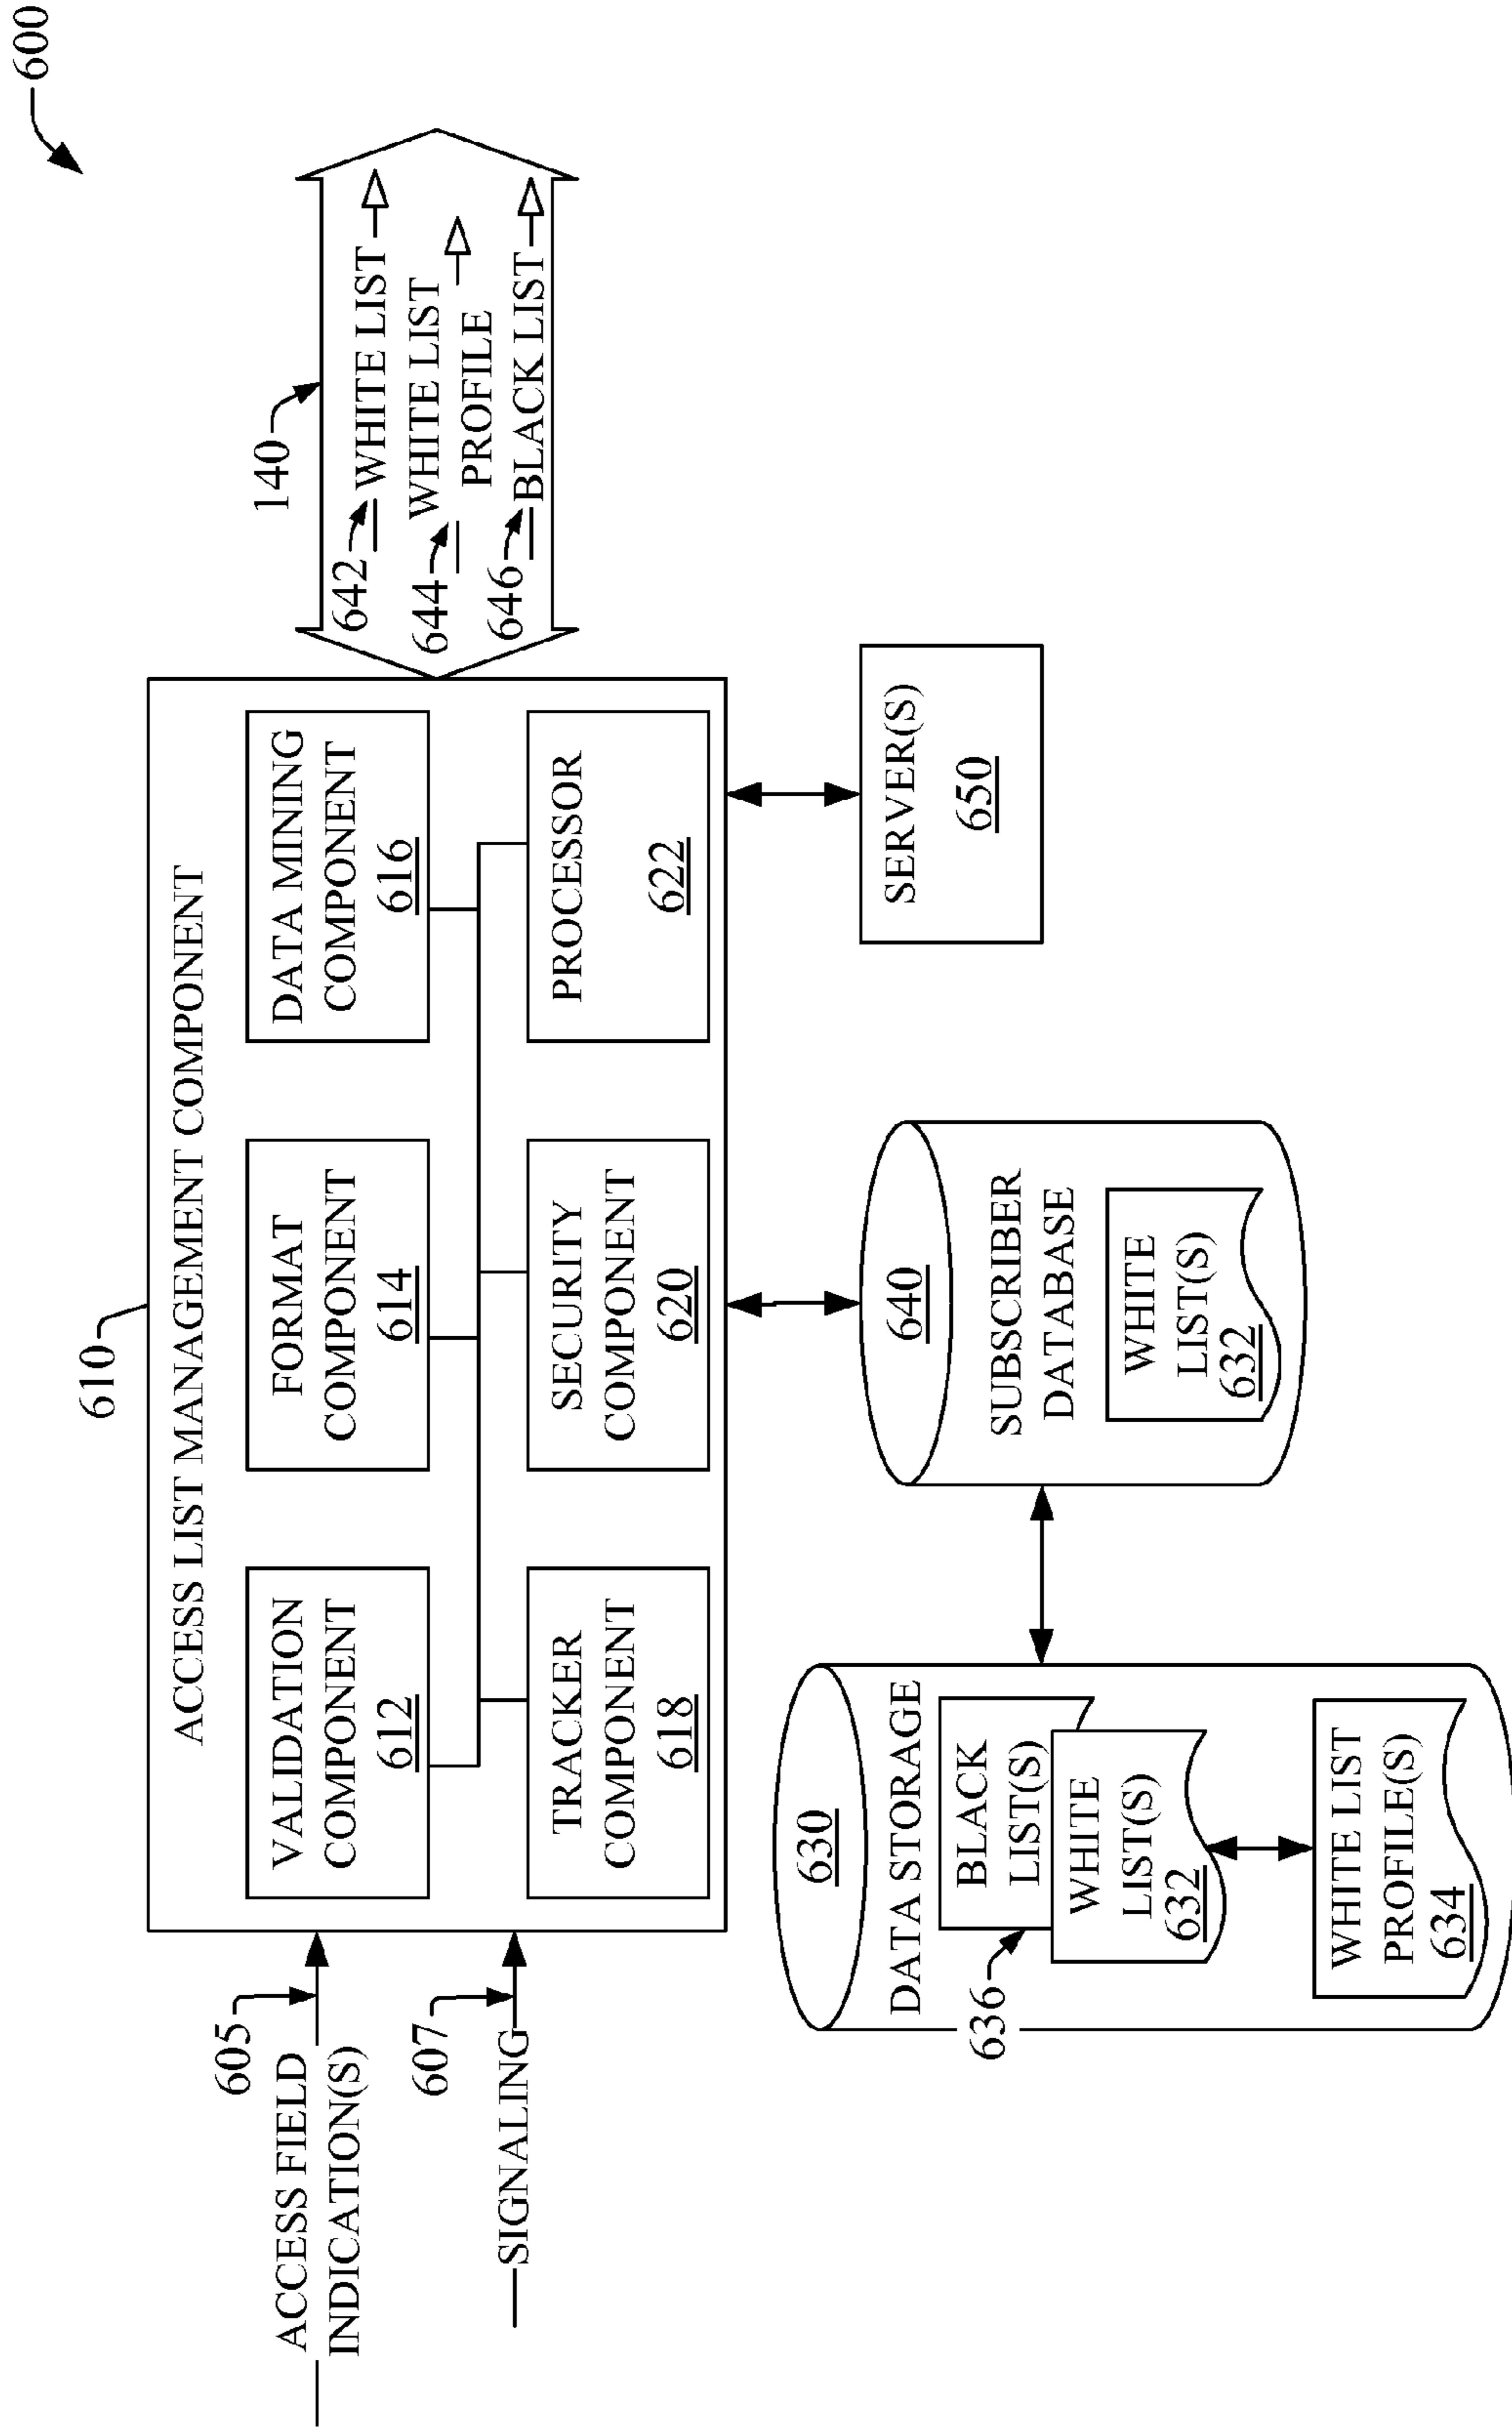 600
610
140
ACCESS LIST MANAGEMENT COMPONENT
605
ACCESS FIELD
INDICATION(S)
607
SIGNALING
VALIDATION
COMPONENT
612
FORMAT
COMPONENT
614
DATA MINING
COMPONENT
616
TRACKER
COMPONENT
618
SECURITY
COMPONENT
620
PROCESSOR
622
642
WHITE LIST
644
WHITE LIST
PROFILE
646
BLACK LIST
630
DATA STORAGE
636
BLACK
LIST(S)
WHITE
LIST(S)
632
WHITE LIST
PROFILE(S)
634
640
SUBSCRIBER
DATABASE
WHITE
LIST(S)
632
SERVER(S)
650